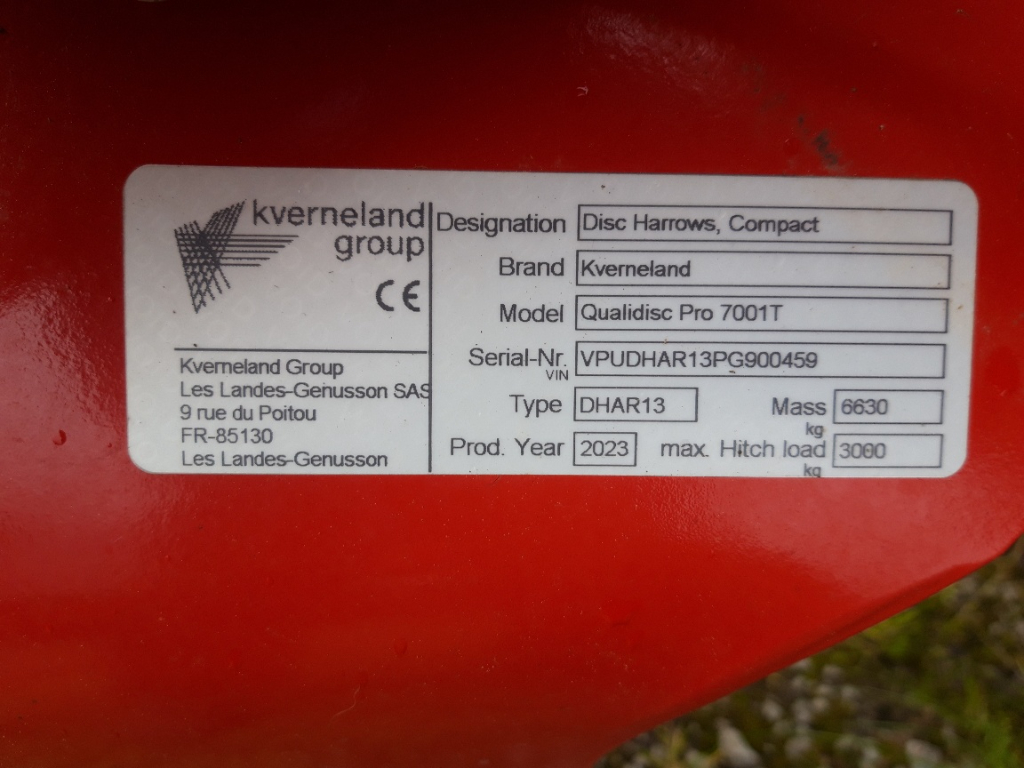 kverneland
group
CE
Kverneland Group
Les Landes-Genusson SAS
9 rue du Poitou
FR-85130
Les Landes-Genusson
Designation Disc Harrows, Compact
Brand Kverneland
Model Qualidisc Pro 7001T
Serial-Nr. VPUDHAR13PG900459
VIN
Type DHAR13 Mass 6630
kg
Prod. Year 2023 max. Hitch load 3000
kg